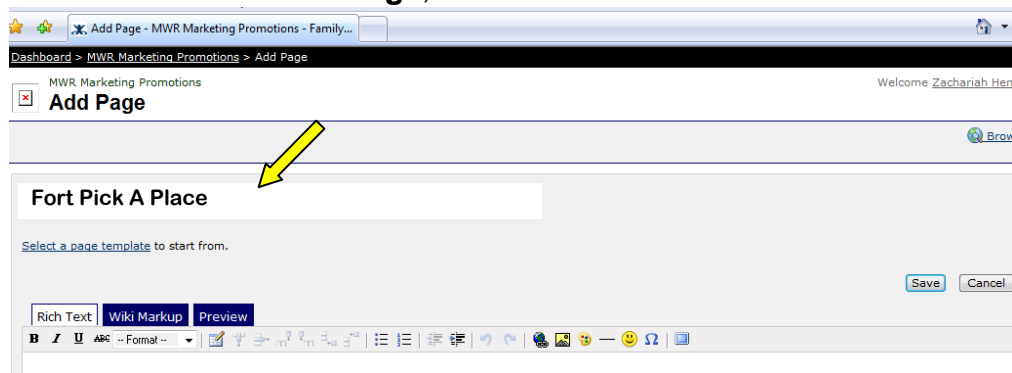 Add Page - MWR Marketing Promotions - Family...
Dashboard > MWR Marketing Promotions > Add Page
MWR Marketing Promotions
Welcome Zachariah Hen
Add Page
Brow
Fort Pick A Place
Select a page template to start from.
Save Cancel
Rich Text Wiki Markup Preview
B I U ABC -- Format --